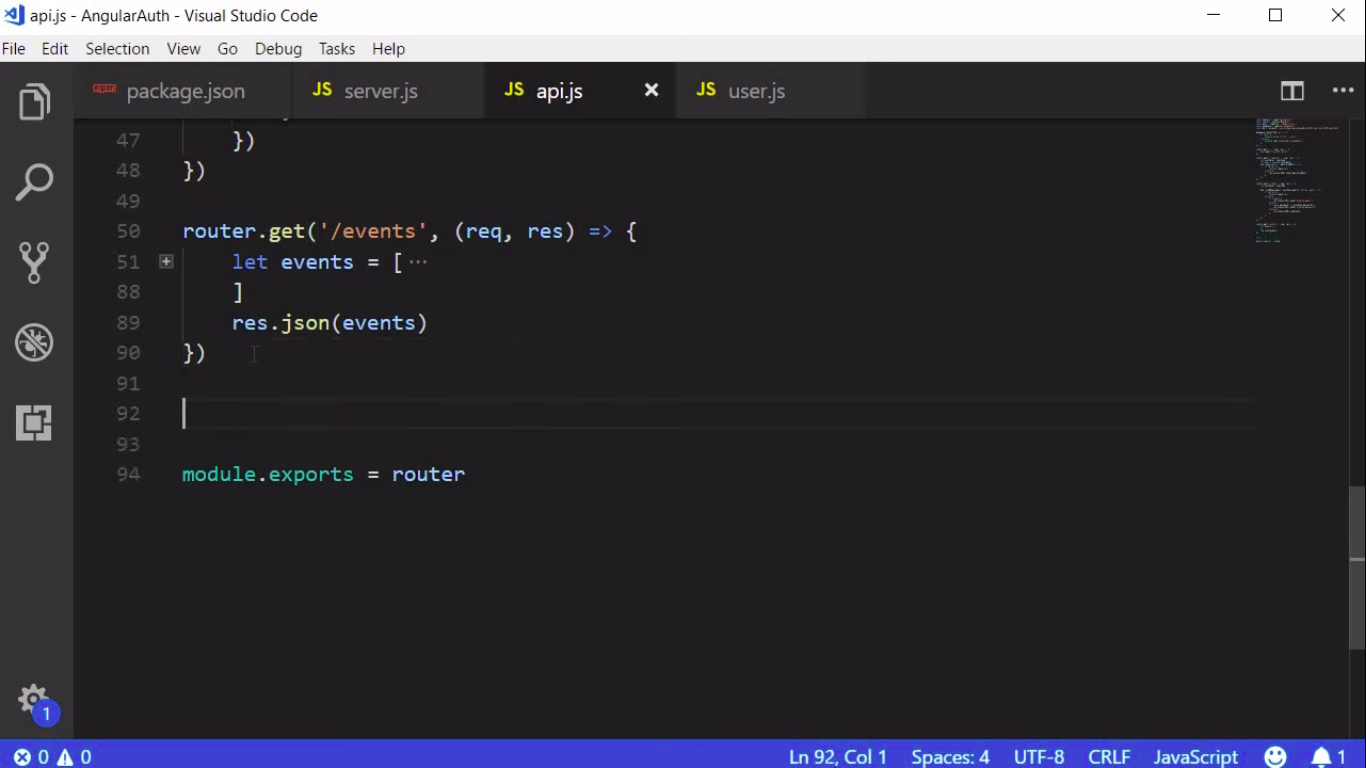 api.js - AngularAuth - Visual Studio Code
File Edit Selection View Go Debug Tasks Help
npm package.json JS server.js JS api.js JS user.js
47 })
48 })
49
50 router.get('/events', (req, res) => {
51 let events = [ ···
88 ]
89 res.json(events)
90 })
91
92
93
94 module.exports = router
1
0 0 Ln 92, Col 1 Spaces: 4 UTF-8 CRLF JavaScript 1